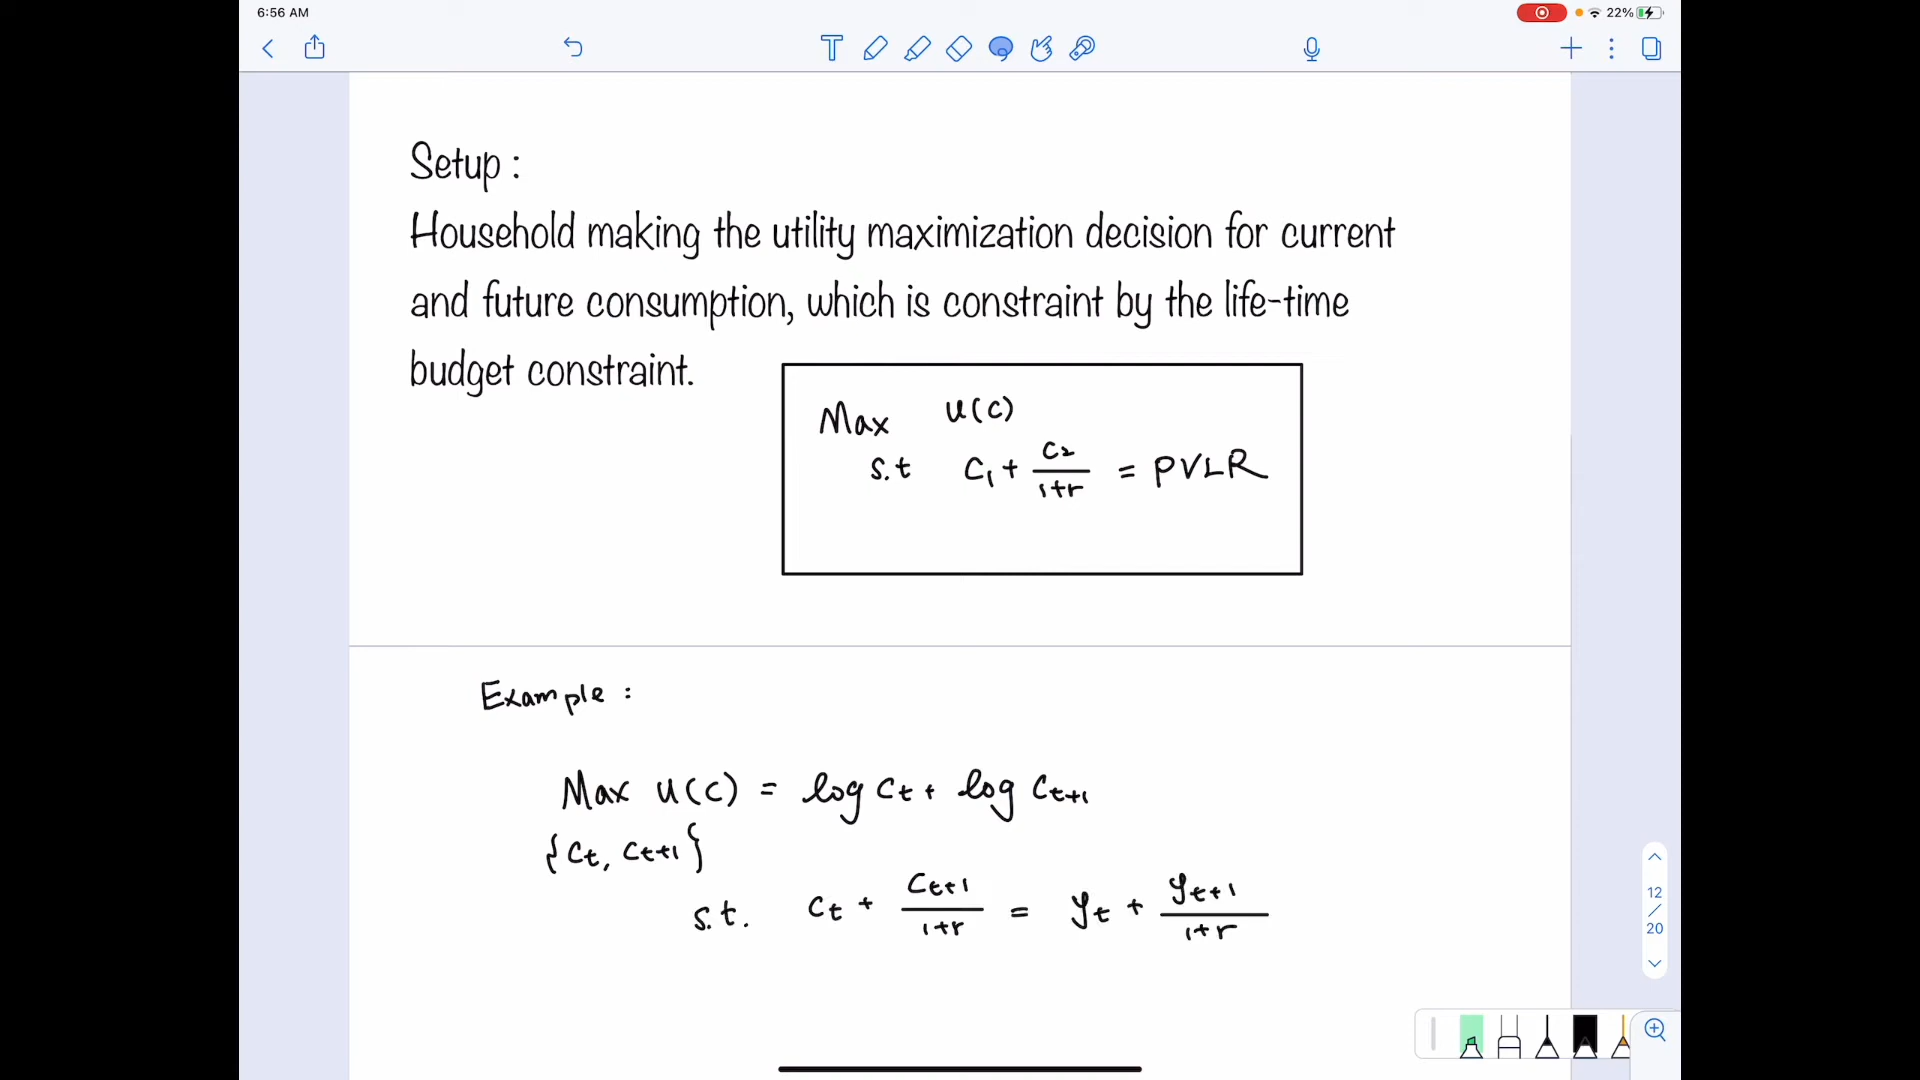 6:56 AM
22%
T
Setup :
Household making the utility maximization decision for current
and future consumption, which is constraint by the life-time
budget constraint.
Max u(c)
s.t c₁ + c₂/1+r = PVLR
Example :
Max u(c) = log cₜ + log cₜ₊₁
{cₜ, cₜ₊₁}
s.t. cₜ + cₜ₊₁/1+r = yₜ + yₜ₊₁/1+r
12
/
20